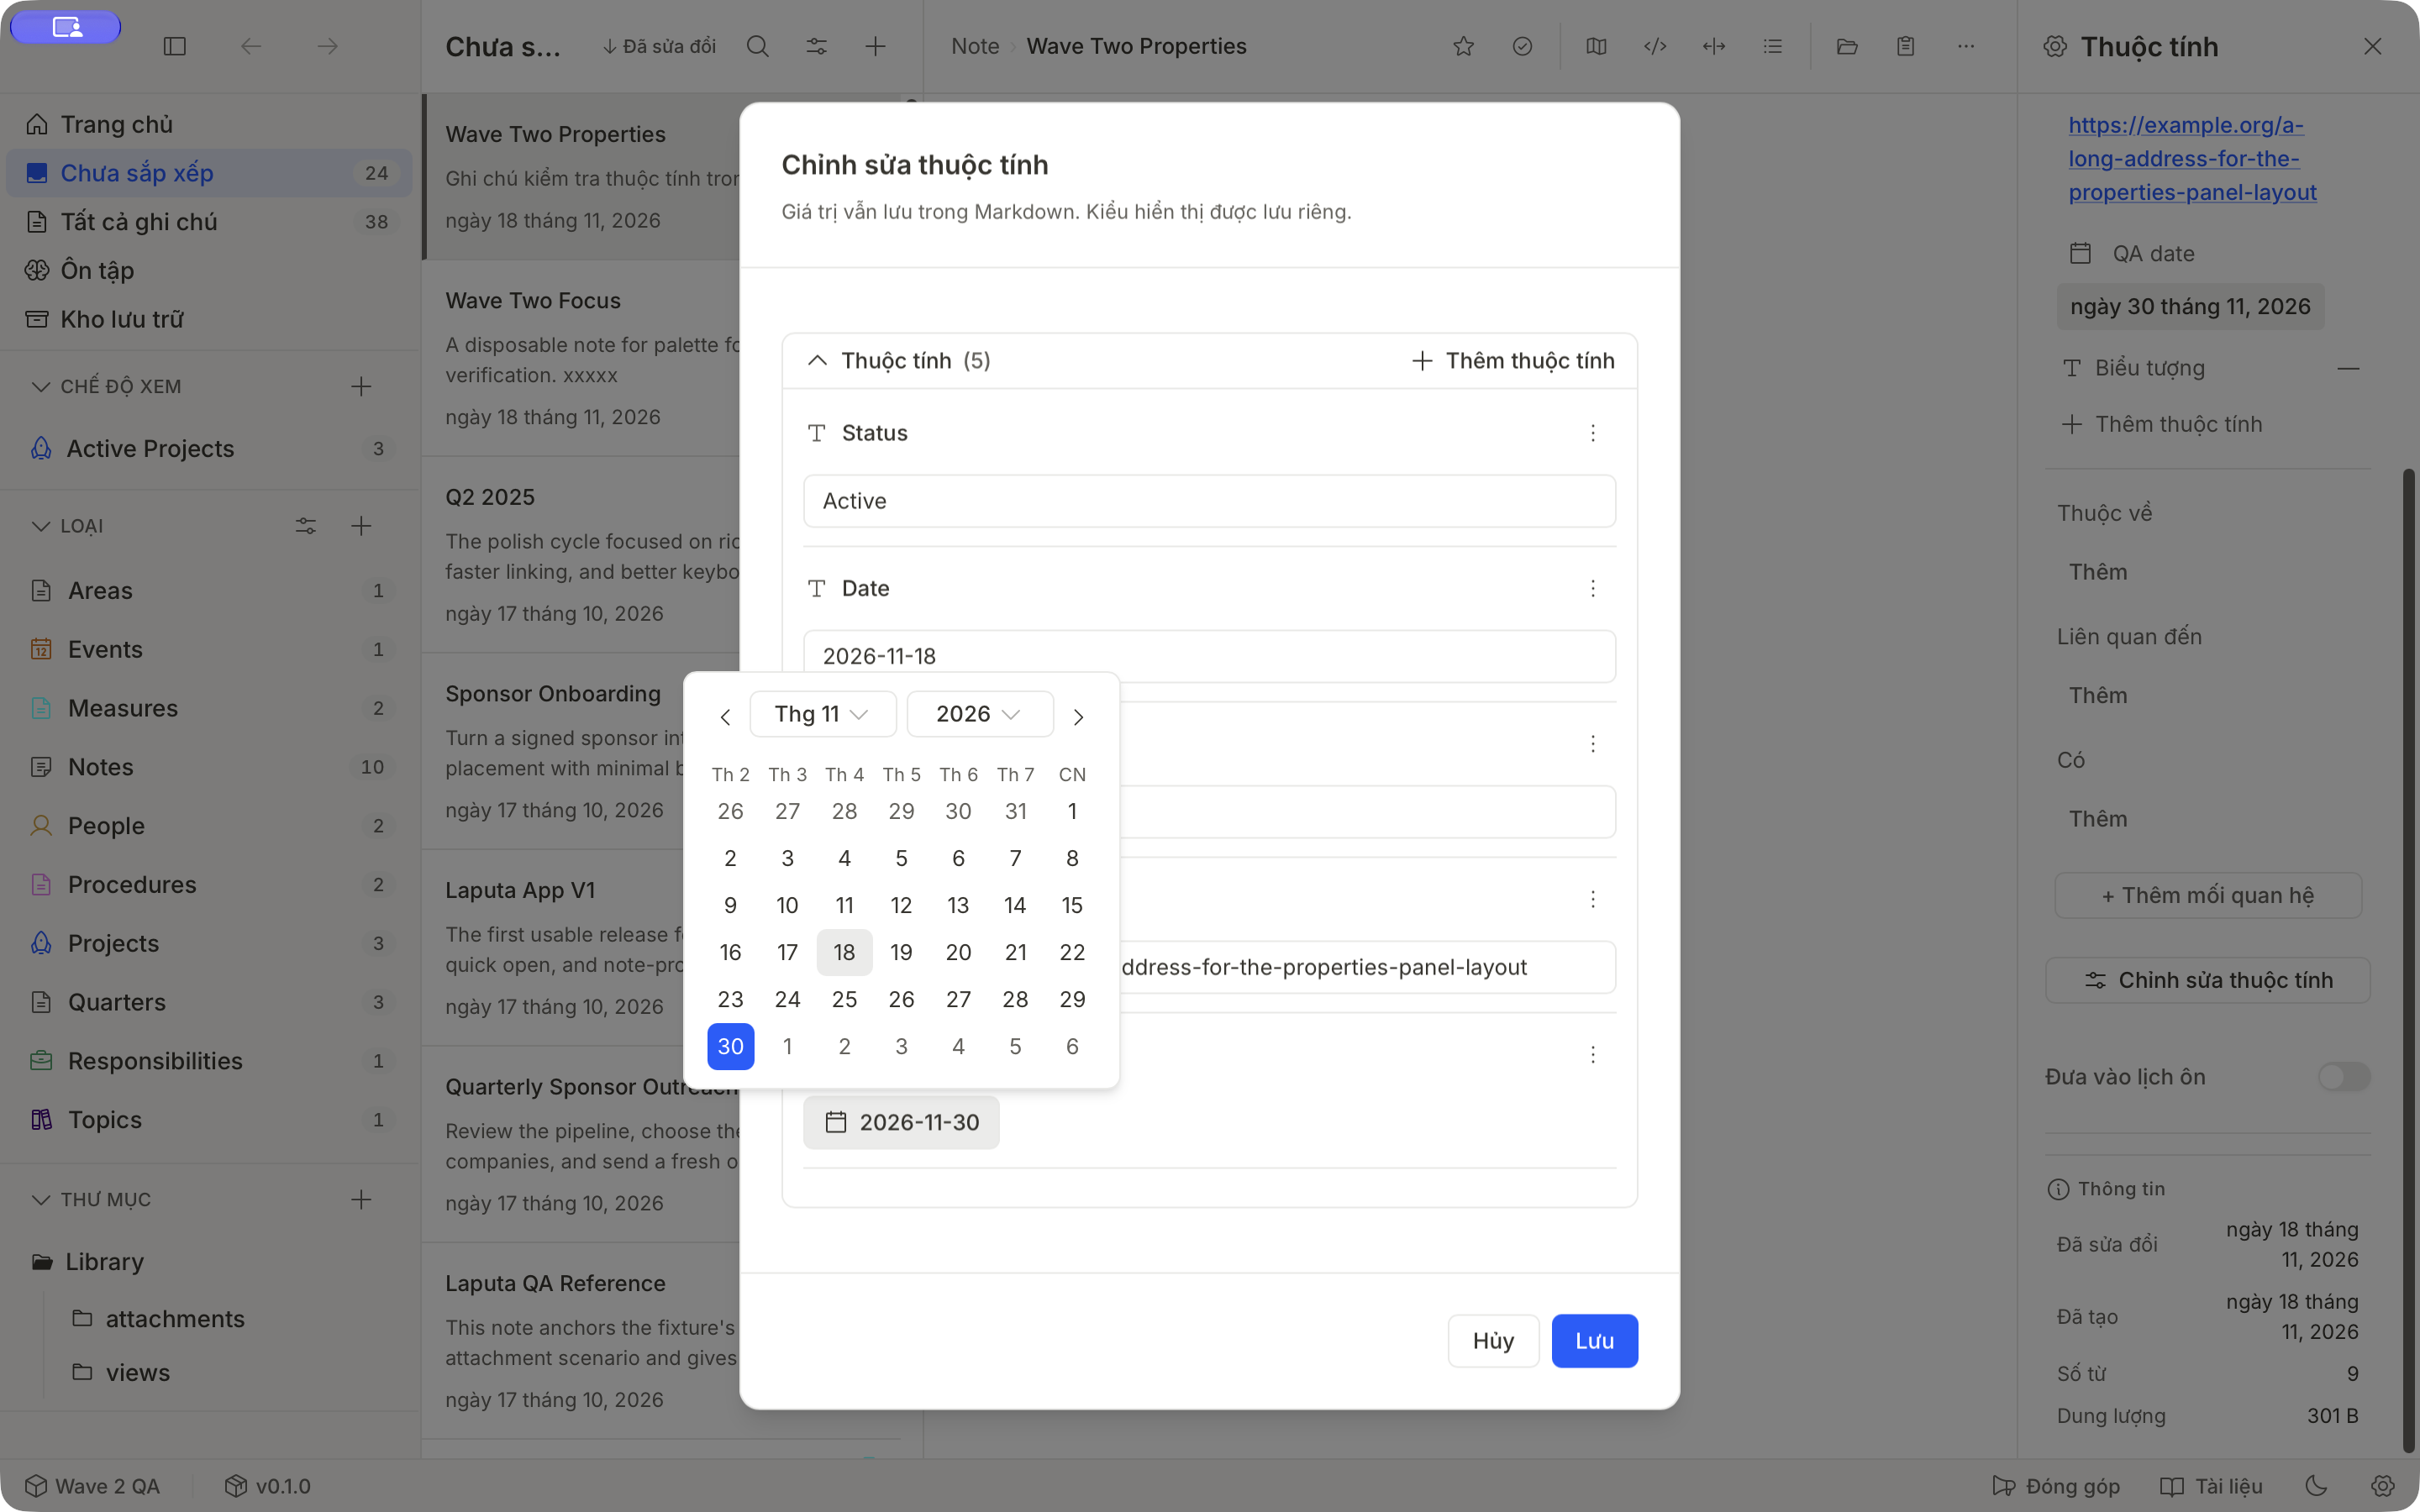 Chưa s...
Đã sửa đổi
Note
Wave Two Properties
Thuộc tính
Trang chủ
Chưa sắp xếp
24
Tất cả ghi chú
38
Ôn tập
Kho lưu trữ
CHẾ ĐỘ XEM
Active Projects
3
LOẠI
Areas
1
Events
1
Measures
2
Notes
10
People
2
Procedures
2
Projects
3
Quarters
3
Responsibilities
1
Topics
1
THƯ MỤC
Library
attachments
views
Wave Two Properties
Ghi chú kiểm tra thuộc tính tron
ngày 18 tháng 11, 2026
Wave Two Focus
A disposable note for palette fo
verification. xxxxx
ngày 18 tháng 11, 2026
Q2 2025
The polish cycle focused on ric
faster linking, and better keybo
ngày 17 tháng 10, 2026
Sponsor Onboarding
Turn a signed sponsor int
placement with minimal b
ngày 17 tháng 10, 2026
Laputa App V1
The first usable release f
quick open, and note-pro
ngày 17 tháng 10, 2026
Quarterly Sponsor Outreach
Review the pipeline, choose the
companies, and send a fresh o
ngày 17 tháng 10, 2026
Laputa QA Reference
This note anchors the fixture's
attachment scenario and gives
ngày 17 tháng 10, 2026
Chỉnh sửa thuộc tính
Giá trị vẫn lưu trong Markdown. Kiểu hiển thị được lưu riêng.
Thuộc tính (5)
Thêm thuộc tính
Status
Active
Date
2026-11-18
Thg 11
2026
Th 2 Th 3 Th 4 Th 5 Th 6 Th 7 CN
26 27 28 29 30 31 1
2 3 4 5 6 7 8
9 10 11 12 13 14 15
16 17 18 19 20 21 22
23 24 25 26 27 28 29
30 1 2 3 4 5 6
ddress-for-the-properties-panel-layout
2026-11-30
Hủy
Lưu
https://example.org/a-
long-address-for-the-
properties-panel-layout
QA date
ngày 30 tháng 11, 2026
Biểu tượng
—
Thêm thuộc tính
Thuộc về
Thêm
Liên quan đến
Thêm
Có
Thêm
+ Thêm mối quan hệ
Chỉnh sửa thuộc tính
Đưa vào lịch ôn
Thông tin
Đã sửa đổi
ngày 18 tháng
11, 2026
Đã tạo
ngày 18 tháng
11, 2026
Số từ
9
Dung lượng
301 B
Wave 2 QA
v0.1.0
Đóng góp
Tài liệu